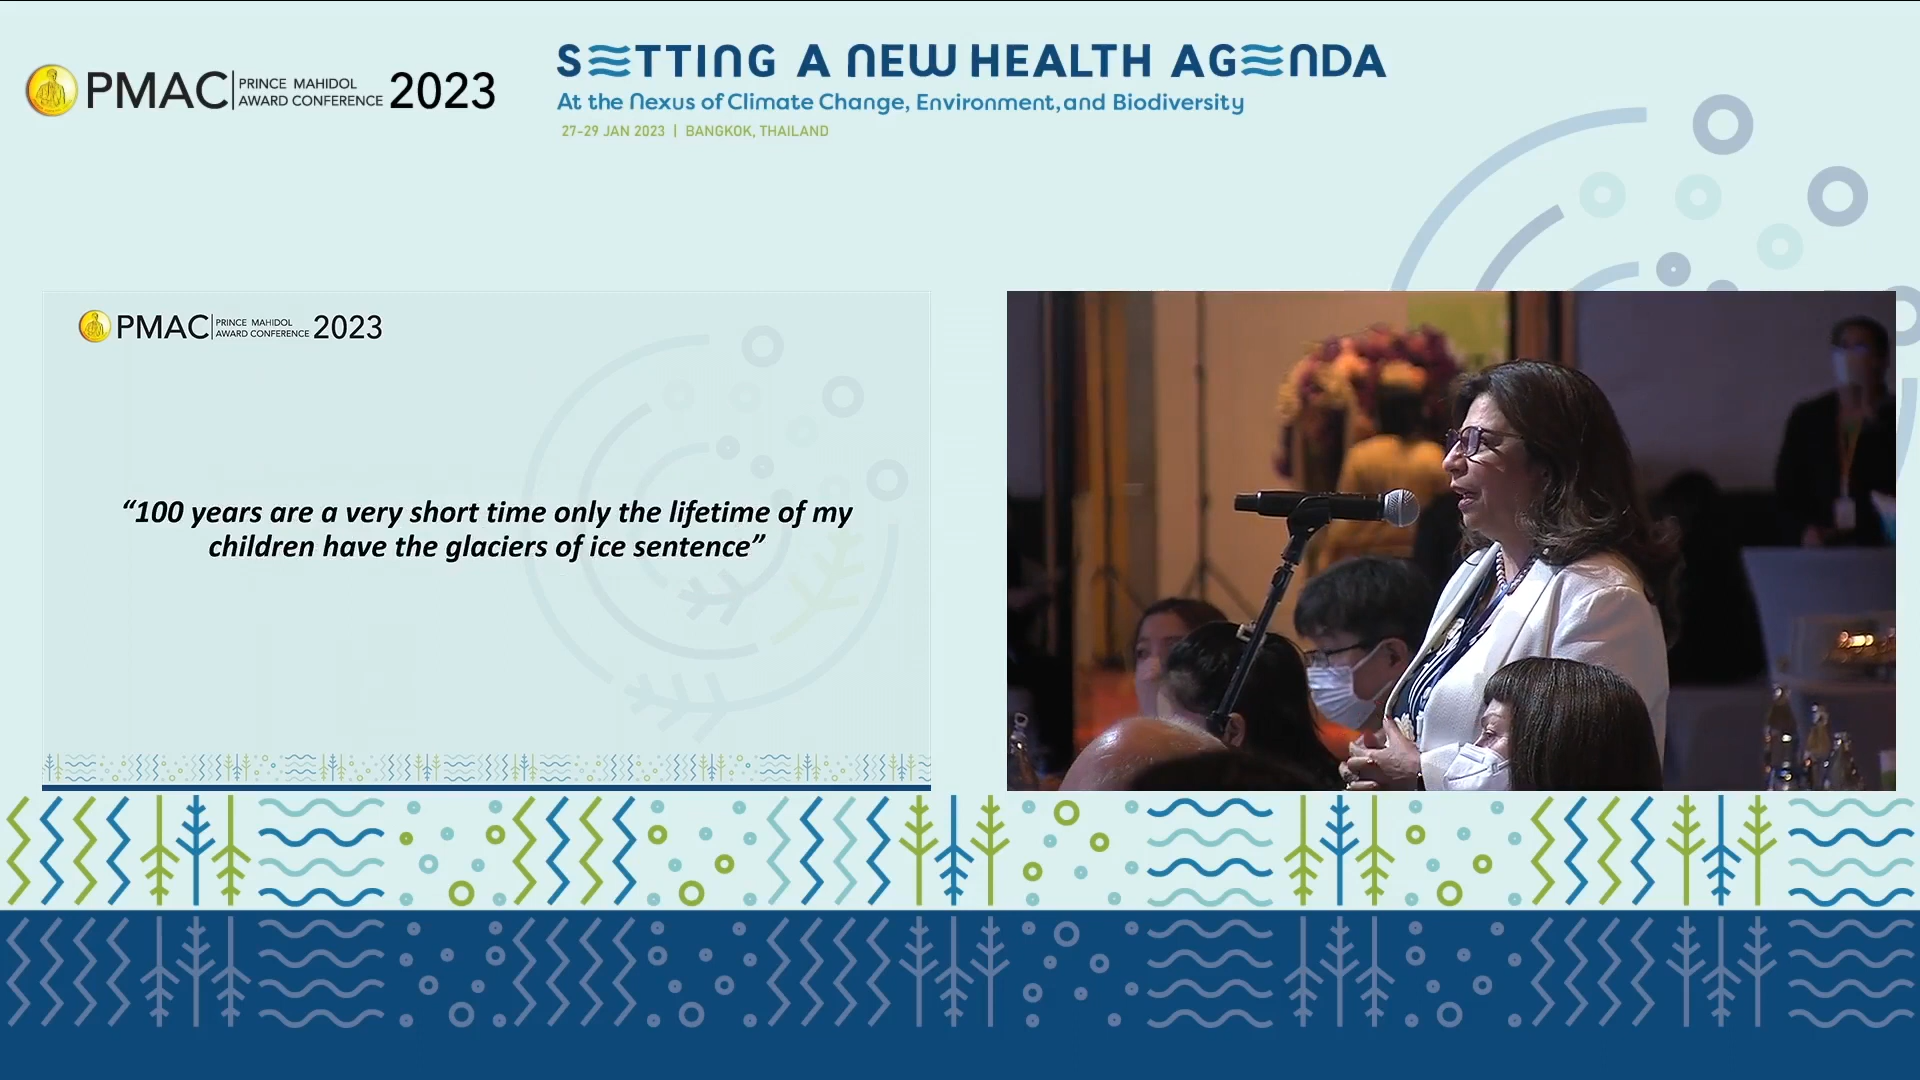 PMAC PRINCE MAHIDOL AWARD CONFERENCE 2023
SETTING A NEW HEALTH AGENDA
At the Nexus of Climate Change, Environment, and Biodiversity
27-29 JAN 2023 | BANGKOK, THAILAND
PMAC PRINCE MAHIDOL AWARD CONFERENCE 2023
“100 years are a very short time only the lifetime of my
children have the glaciers of ice sentence”